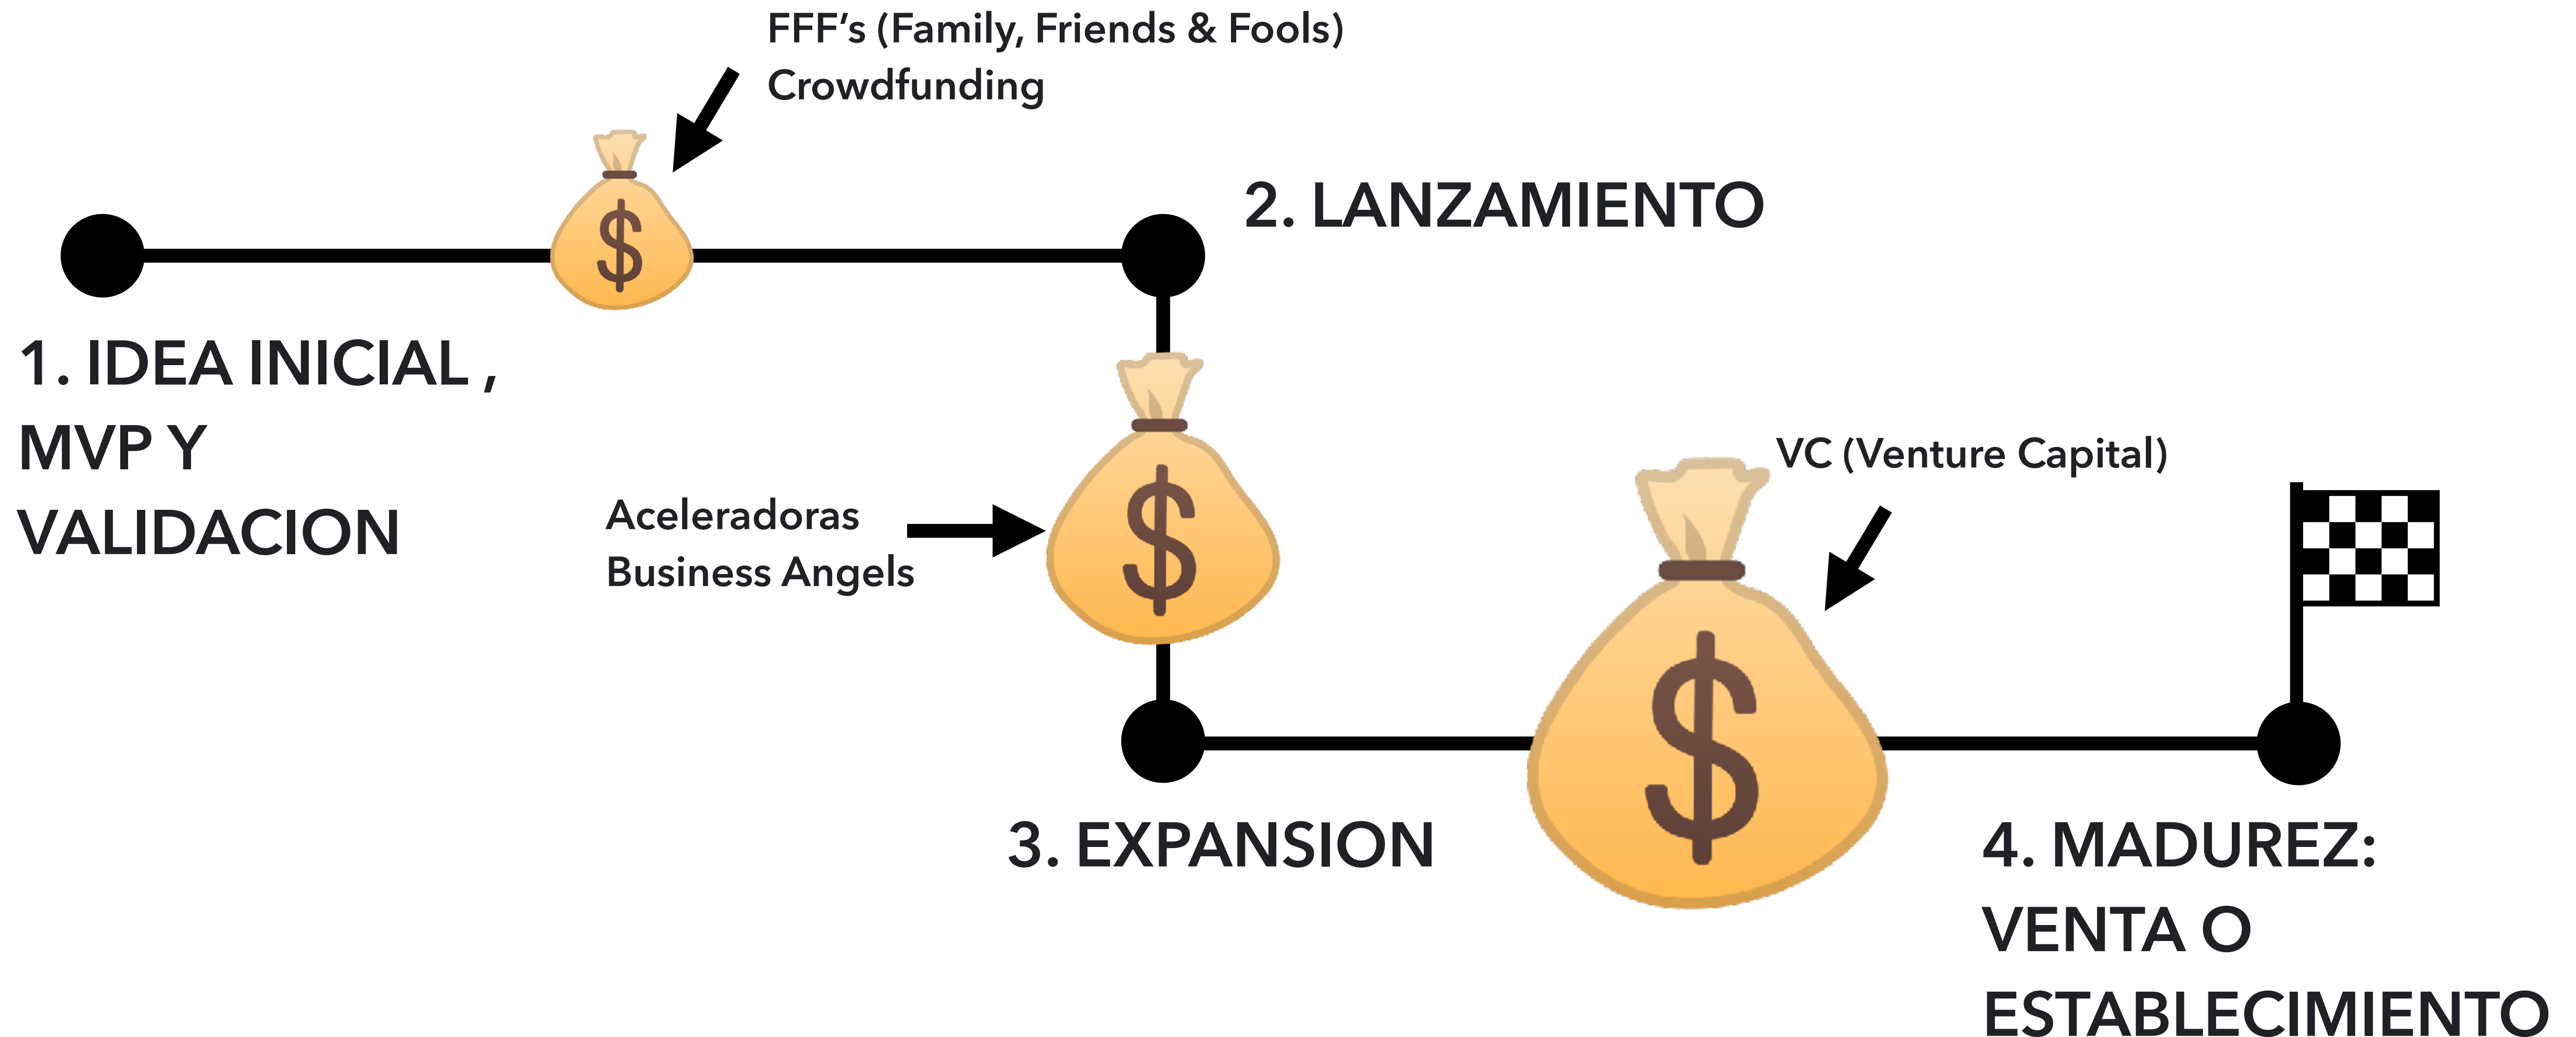 FFF’s (Family, Friends & Fools)
Crowdfunding
2. LANZAMIENTO
1. IDEA INICIAL ,
MVP Y
VALIDACION
Aceleradoras
Business Angels
VC (Venture Capital)
3. EXPANSION
4. MADUREZ:
VENTA O
ESTABLECIMIENTO
$
$
$